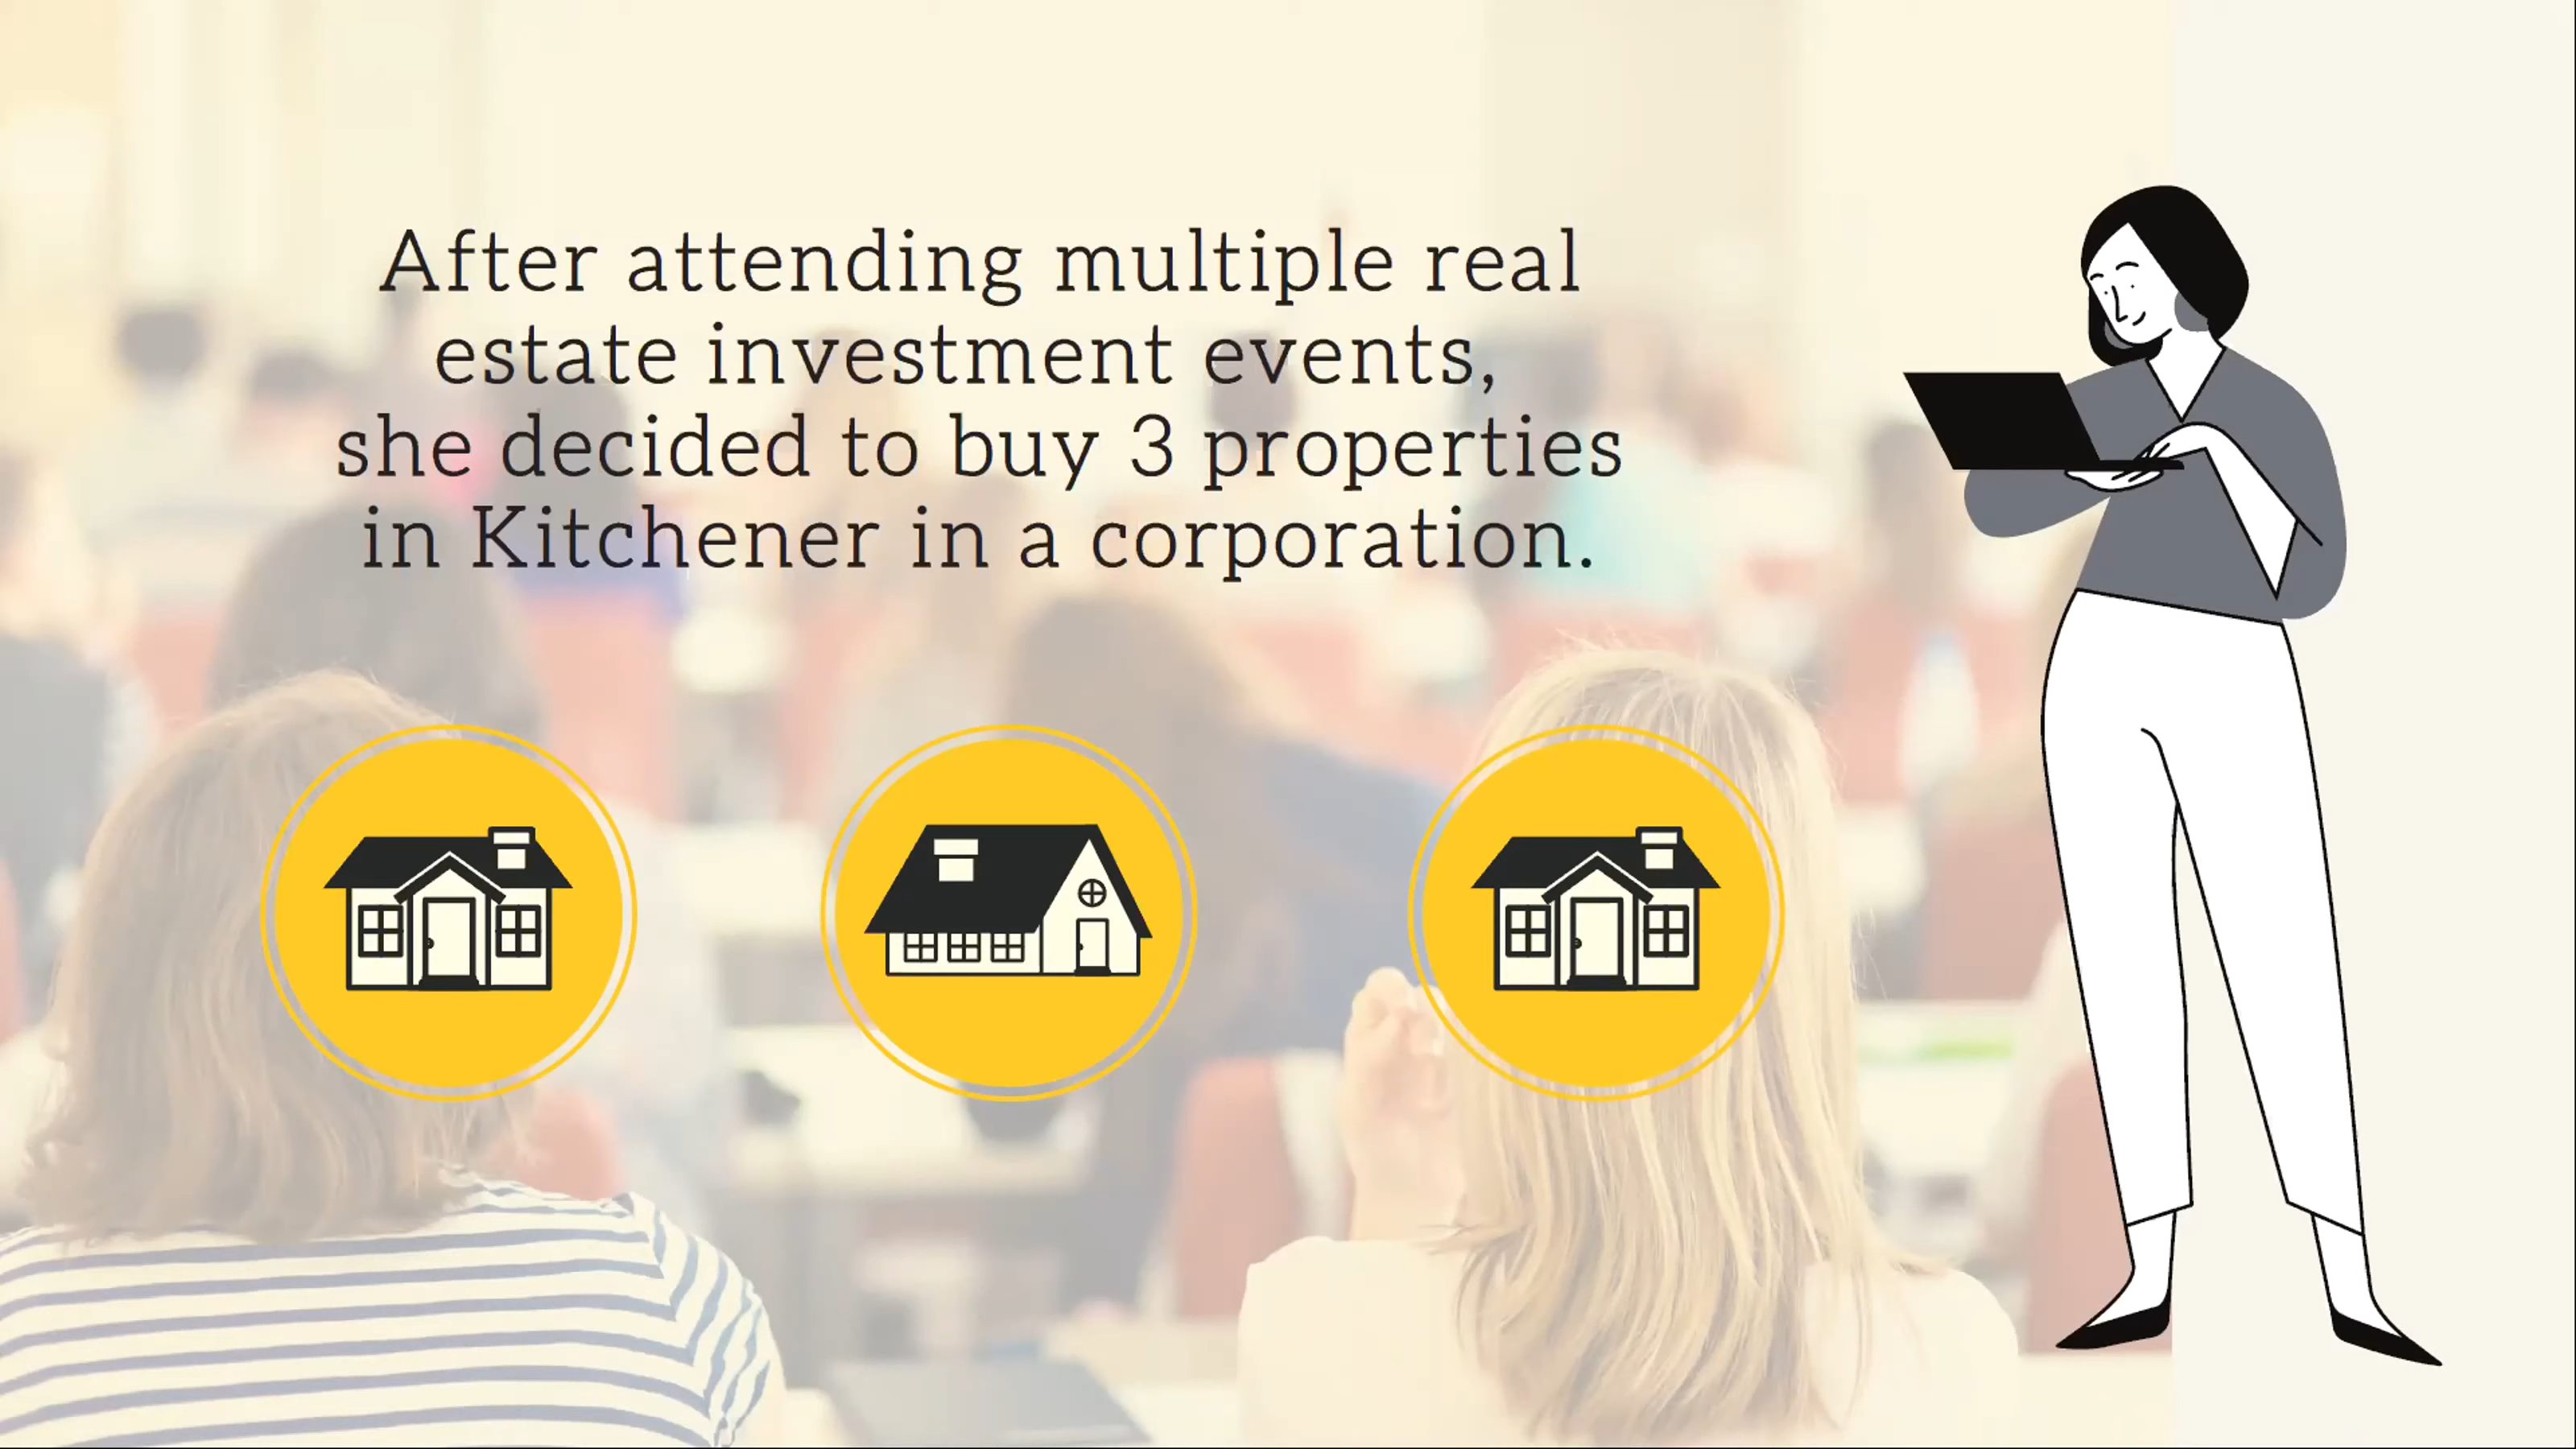 After attending multiple real
estate investment events,
she decided to buy 3 properties
in Kitchener in a corporation.